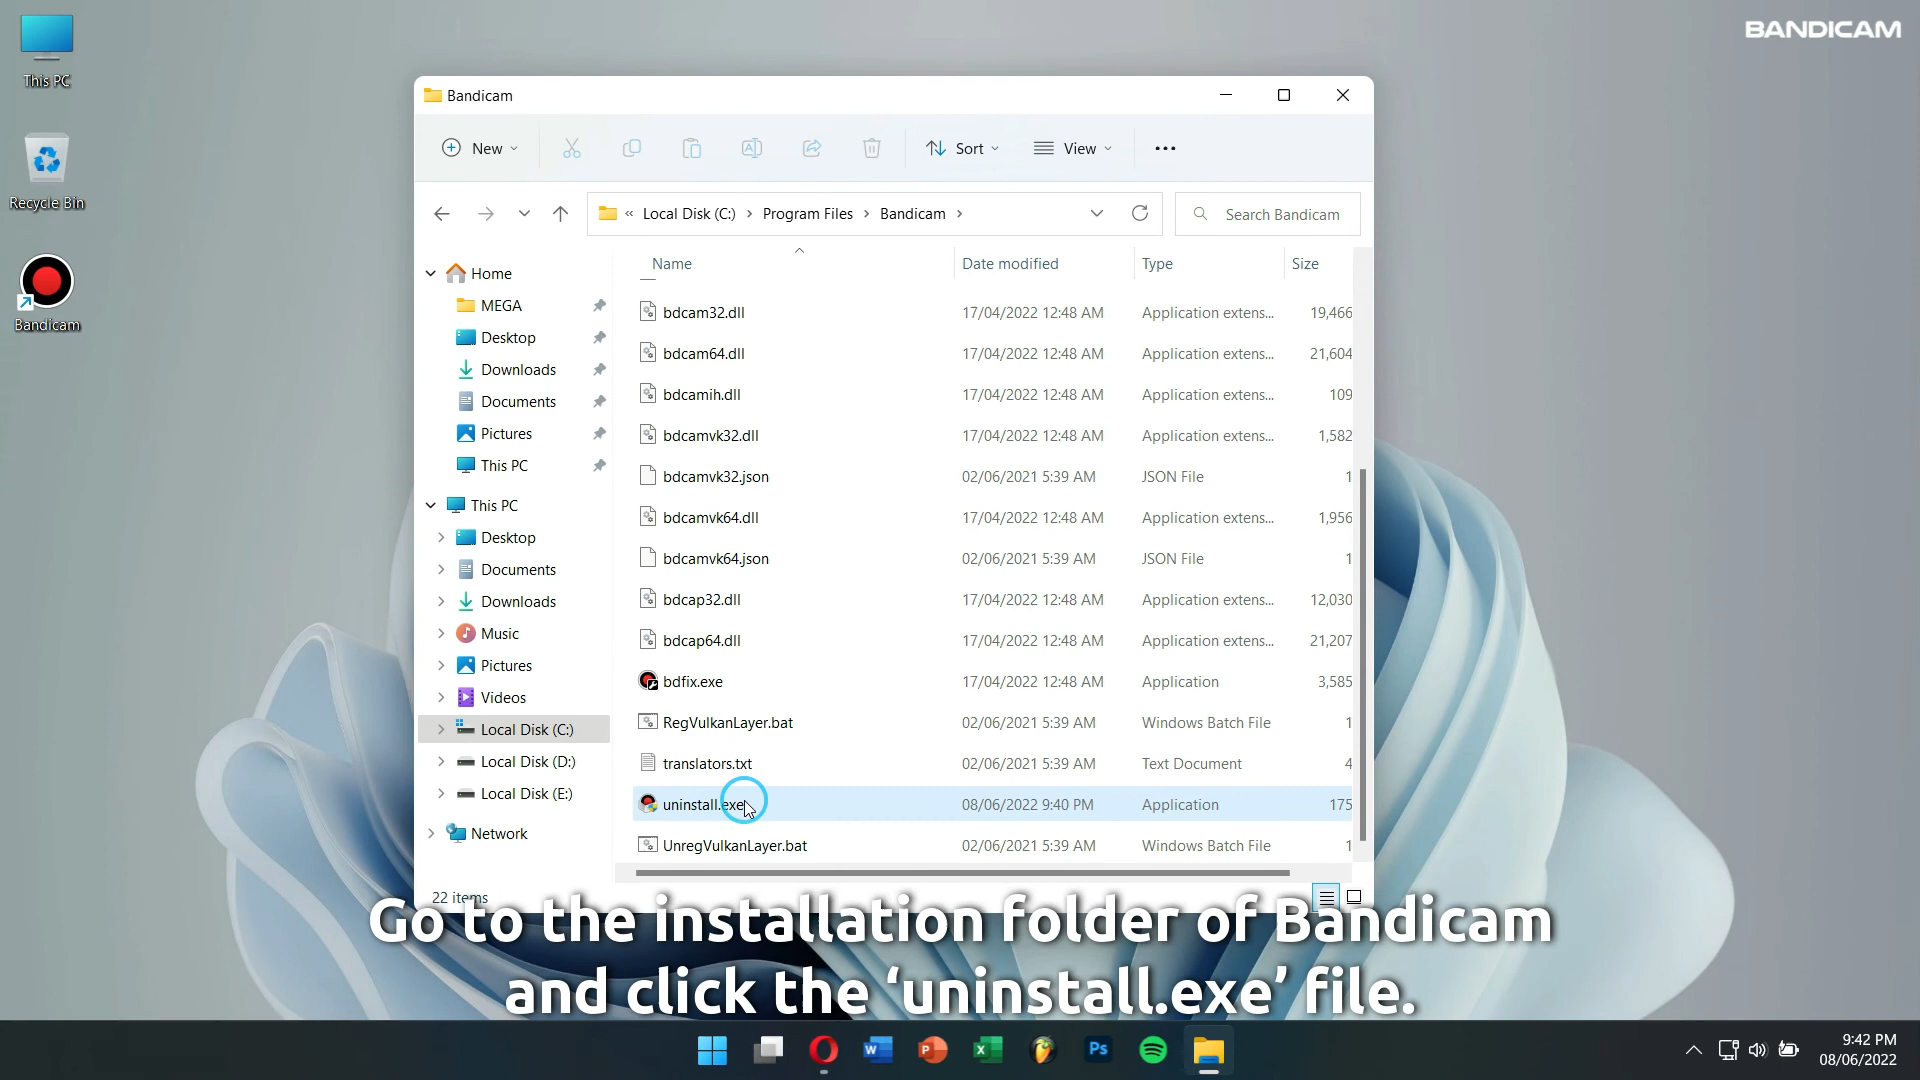 BANDICAM
This PC
Recycle Bin
Bandicam
Bandicam
New
Sort
View
« Local Disk (C:) > Program Files > Bandicam >
Search Bandicam
Name Date modified Type Size
bdcam32.dll 17/04/2022 12:48 AM Application extens... 19,466
bdcam64.dll 17/04/2022 12:48 AM Application extens... 21,604
bdcamih.dll 17/04/2022 12:48 AM Application extens... 109
bdcamvk32.dll 17/04/2022 12:48 AM Application extens... 1,582
bdcamvk32.json 02/06/2021 5:39 AM JSON File 1
bdcamvk64.dll 17/04/2022 12:48 AM Application extens... 1,956
bdcamvk64.json 02/06/2021 5:39 AM JSON File 1
bdcap32.dll 17/04/2022 12:48 AM Application extens... 12,030
bdcap64.dll 17/04/2022 12:48 AM Application extens... 21,207
bdfix.exe 17/04/2022 12:48 AM Application 3,585
RegVulkanLayer.bat 02/06/2021 5:39 AM Windows Batch File 1
translators.txt 02/06/2021 5:39 AM Text Document 4
uninstall.exe 08/06/2022 9:40 PM Application 175
UnregVulkanLayer.bat 02/06/2021 5:39 AM Windows Batch File 1
Home
MEGA
Desktop
Downloads
Documents
Pictures
This PC
This PC
Desktop
Documents
Downloads
Music
Pictures
Videos
Local Disk (C:)
Local Disk (D:)
Local Disk (E:)
Network
22 items
Go to the installation folder of Bandicam
and click the ‘uninstall.exe’ file.
W
P
X
Ps
9:42 PM
08/06/2022